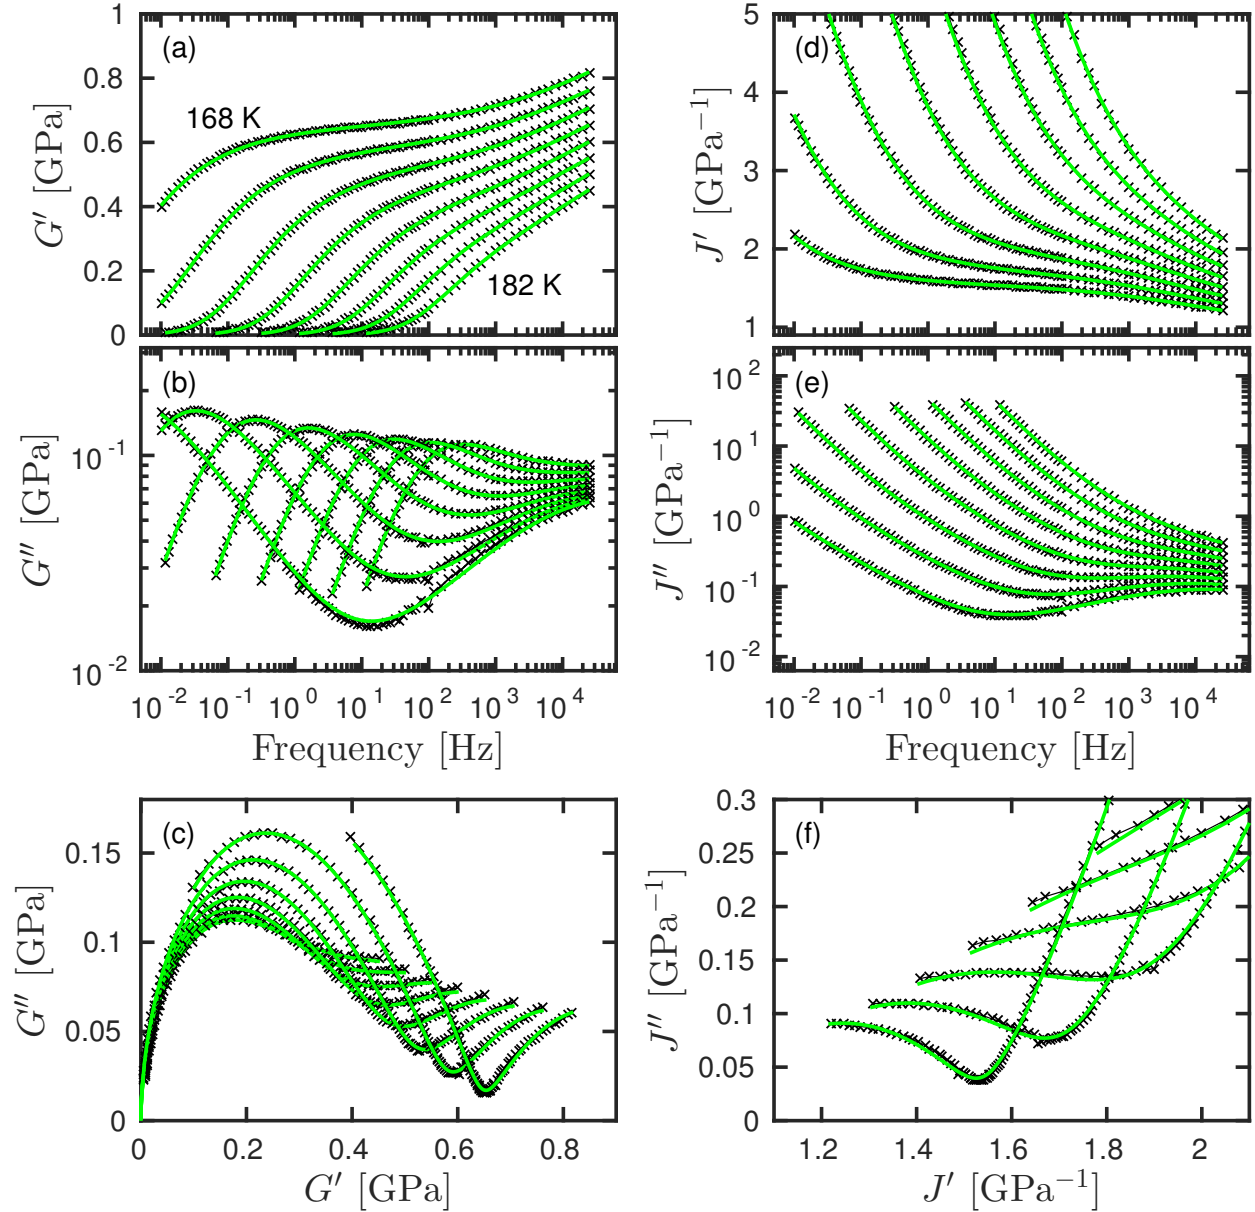 (a)
G′ [GPa]
1
0.8
0.6
0.4
0.2
0
168 K
182 K
(d)
J′ [GPa⁻¹]
5
4
3
2
1
(b)
G″ [GPa]
10⁻¹
10⁻²
10⁻² 10⁻¹ 10⁰ 10¹ 10² 10³ 10⁴
Frequency [Hz]
(e)
J″ [GPa⁻¹]
10²
10¹
10⁰
10⁻¹
10⁻²
10⁻² 10⁻¹ 10⁰ 10¹ 10² 10³ 10⁴
Frequency [Hz]
(c)
G″ [GPa]
0.15
0.1
0.05
0
0 0.2 0.4 0.6 0.8
G′ [GPa]
(f)
J″ [GPa⁻¹]
0.3
0.25
0.2
0.15
0.1
0.05
0
1.2 1.4 1.6 1.8 2
J′ [GPa⁻¹]